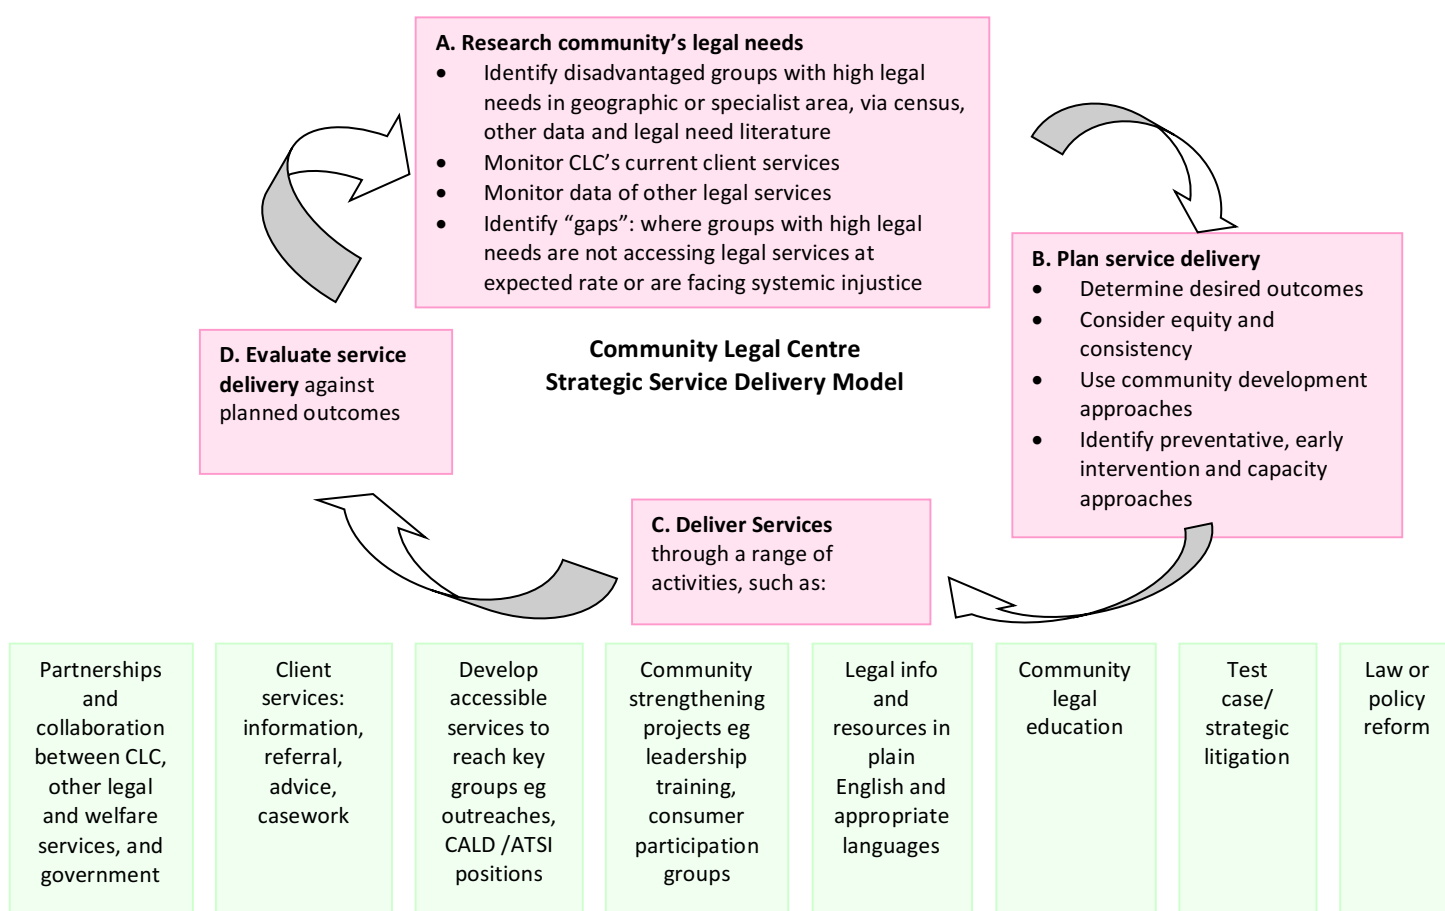 A. Research community’s legal needs
• Identify disadvantaged groups with high legal
needs in geographic or specialist area, via census,
other data and legal need literature
• Monitor CLC’s current client services
• Monitor data of other legal services
• Identify “gaps”: where groups with high legal
needs are not accessing legal services at
expected rate or are facing systemic injustice
B. Plan service delivery
• Determine desired outcomes
• Consider equity and
consistency
• Use community development
approaches
• Identify preventative, early
intervention and capacity
approaches
Community Legal Centre
Strategic Service Delivery Model
D. Evaluate service
delivery against
planned outcomes
C. Deliver Services
through a range of
activities, such as:
Partnerships
and
collaboration
between CLC,
other legal
and welfare
services, and
government
Client
services:
information,
referral,
advice,
casework
Develop
accessible
services to
reach key
groups eg
outreaches,
CALD /ATSI
positions
Community
strengthening
projects eg
leadership
training,
consumer
participation
groups
Legal info
and
resources in
plain
English and
appropriate
languages
Community
legal
education
Test
case/
strategic
litigation
Law or
policy
reform